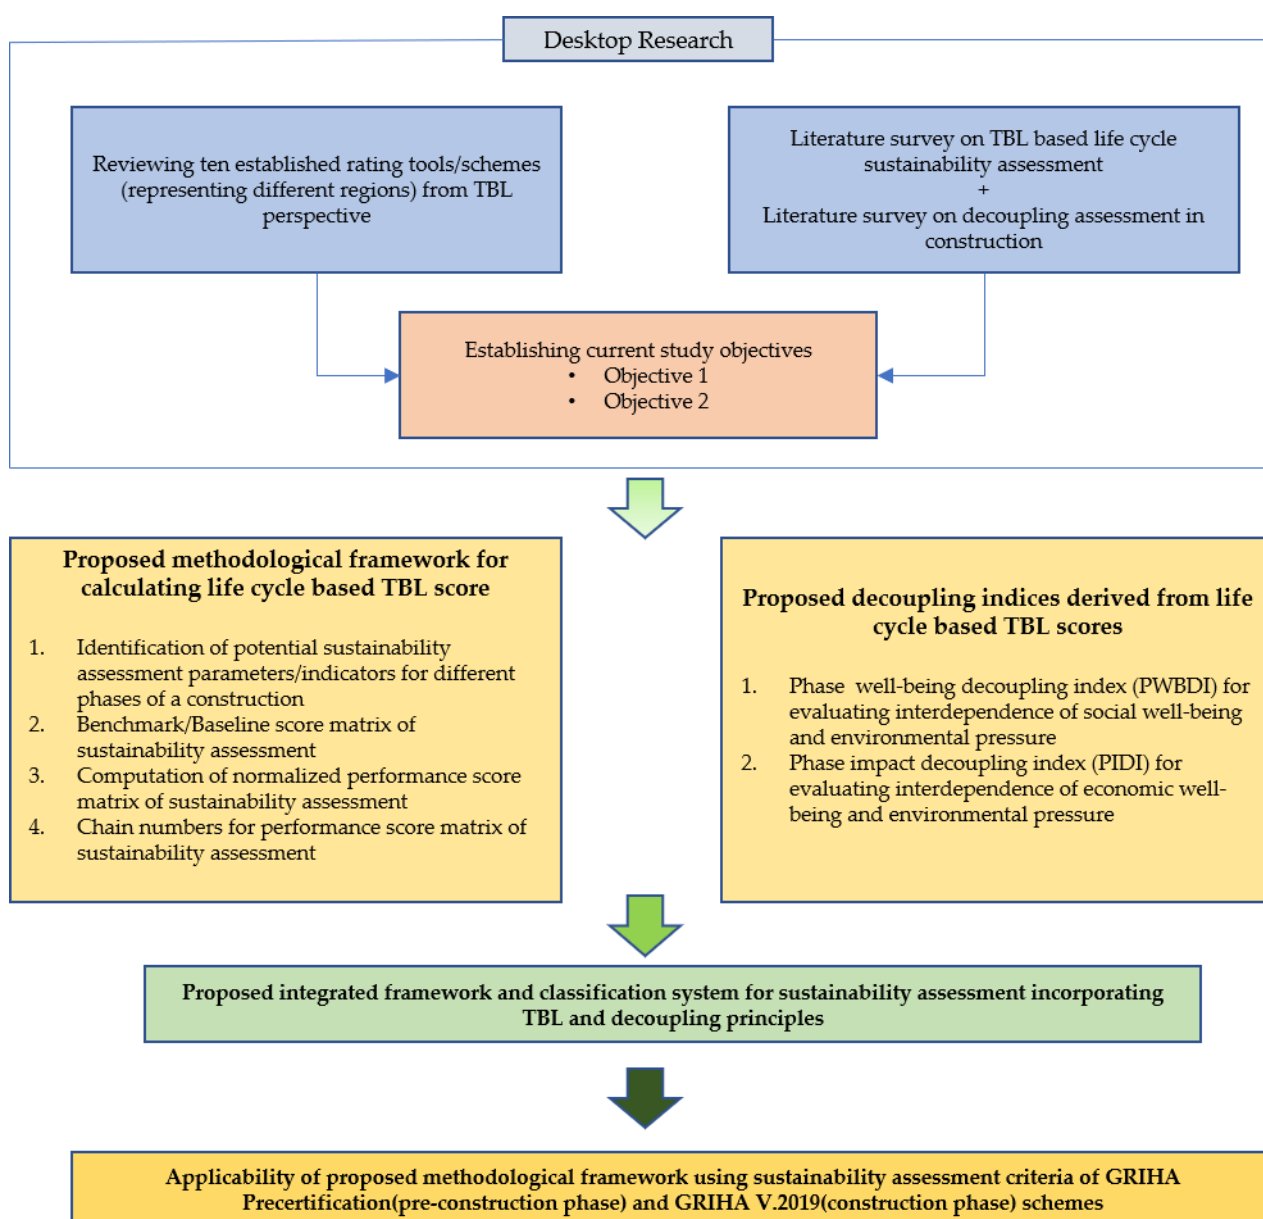 Desktop Research
Reviewing ten established rating tools/schemes
(representing different regions) from TBL
perspective
Literature survey on TBL based life cycle
sustainability assessment
+
Literature survey on decoupling assessment in
construction
Establishing current study objectives
• Objective 1
• Objective 2
Proposed methodological framework for
calculating life cycle based TBL score
1. Identification of potential sustainability
assessment parameters/indicators for different
phases of a construction
2. Benchmark/Baseline score matrix of
sustainability assessment
3. Computation of normalized performance score
matrix of sustainability assessment
4. Chain numbers for performance score matrix of
sustainability assessment
Proposed decoupling indices derived from life
cycle based TBL scores
1. Phase well-being decoupling index (PWBDI) for
evaluating interdependence of social well-being
and environmental pressure
2. Phase impact decoupling index (PIDI) for
evaluating interdependence of economic well-
being and environmental pressure
Proposed integrated framework and classification system for sustainability assessment incorporating
TBL and decoupling principles
Applicability of proposed methodological framework using sustainability assessment criteria of GRIHA
Precertification(pre-construction phase) and GRIHA V.2019(construction phase) schemes